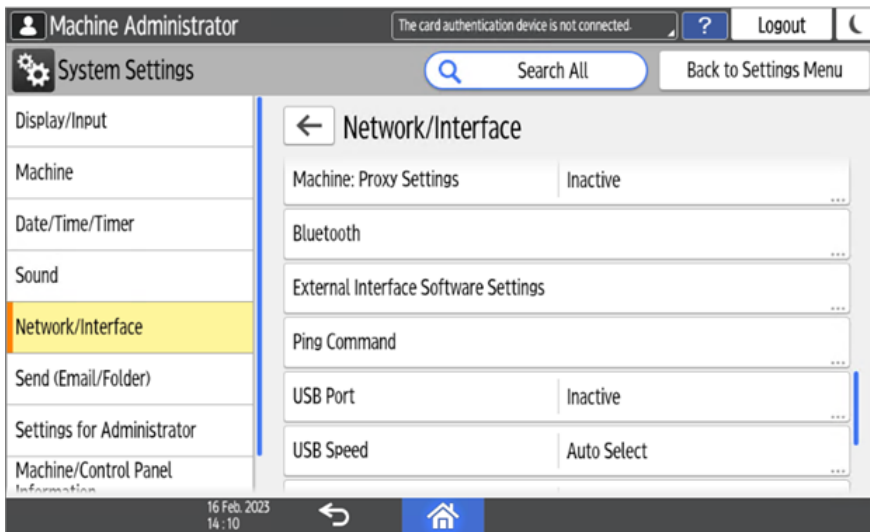 Machine Administrator
The card authentication device is not connected.
?
Logout
System Settings
Search All
Back to Settings Menu
Display/Input
Machine
Date/Time/Timer
Sound
Network/Interface
Send (Email/Folder)
Settings for Administrator
Machine/Control Panel
Information
Network/Interface
Machine: Proxy Settings Inactive
...
Bluetooth
...
External Interface Software Settings
...
Ping Command
...
USB Port Inactive
...
USB Speed Auto Select
...
16 Feb. 2023
14 : 10